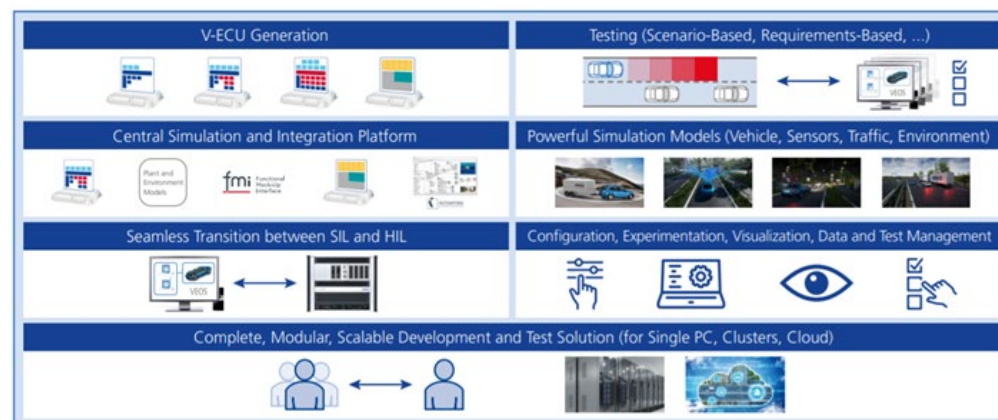 V-ECU Generation
Testing (Scenario-Based, Requirements-Based, ...)
VEOS
Central Simulation and Integration Platform
Powerful Simulation Models (Vehicle, Sensors, Traffic, Environment)
Plant and
Environment
Models
fmi
Functional
Mock-Up
Interface
Seamless Transition between SIL and HIL
Configuration, Experimentation, Visualization, Data and Test Management
VEOS
Complete, Modular, Scalable Development and Test Solution (for Single PC, Clusters, Cloud)